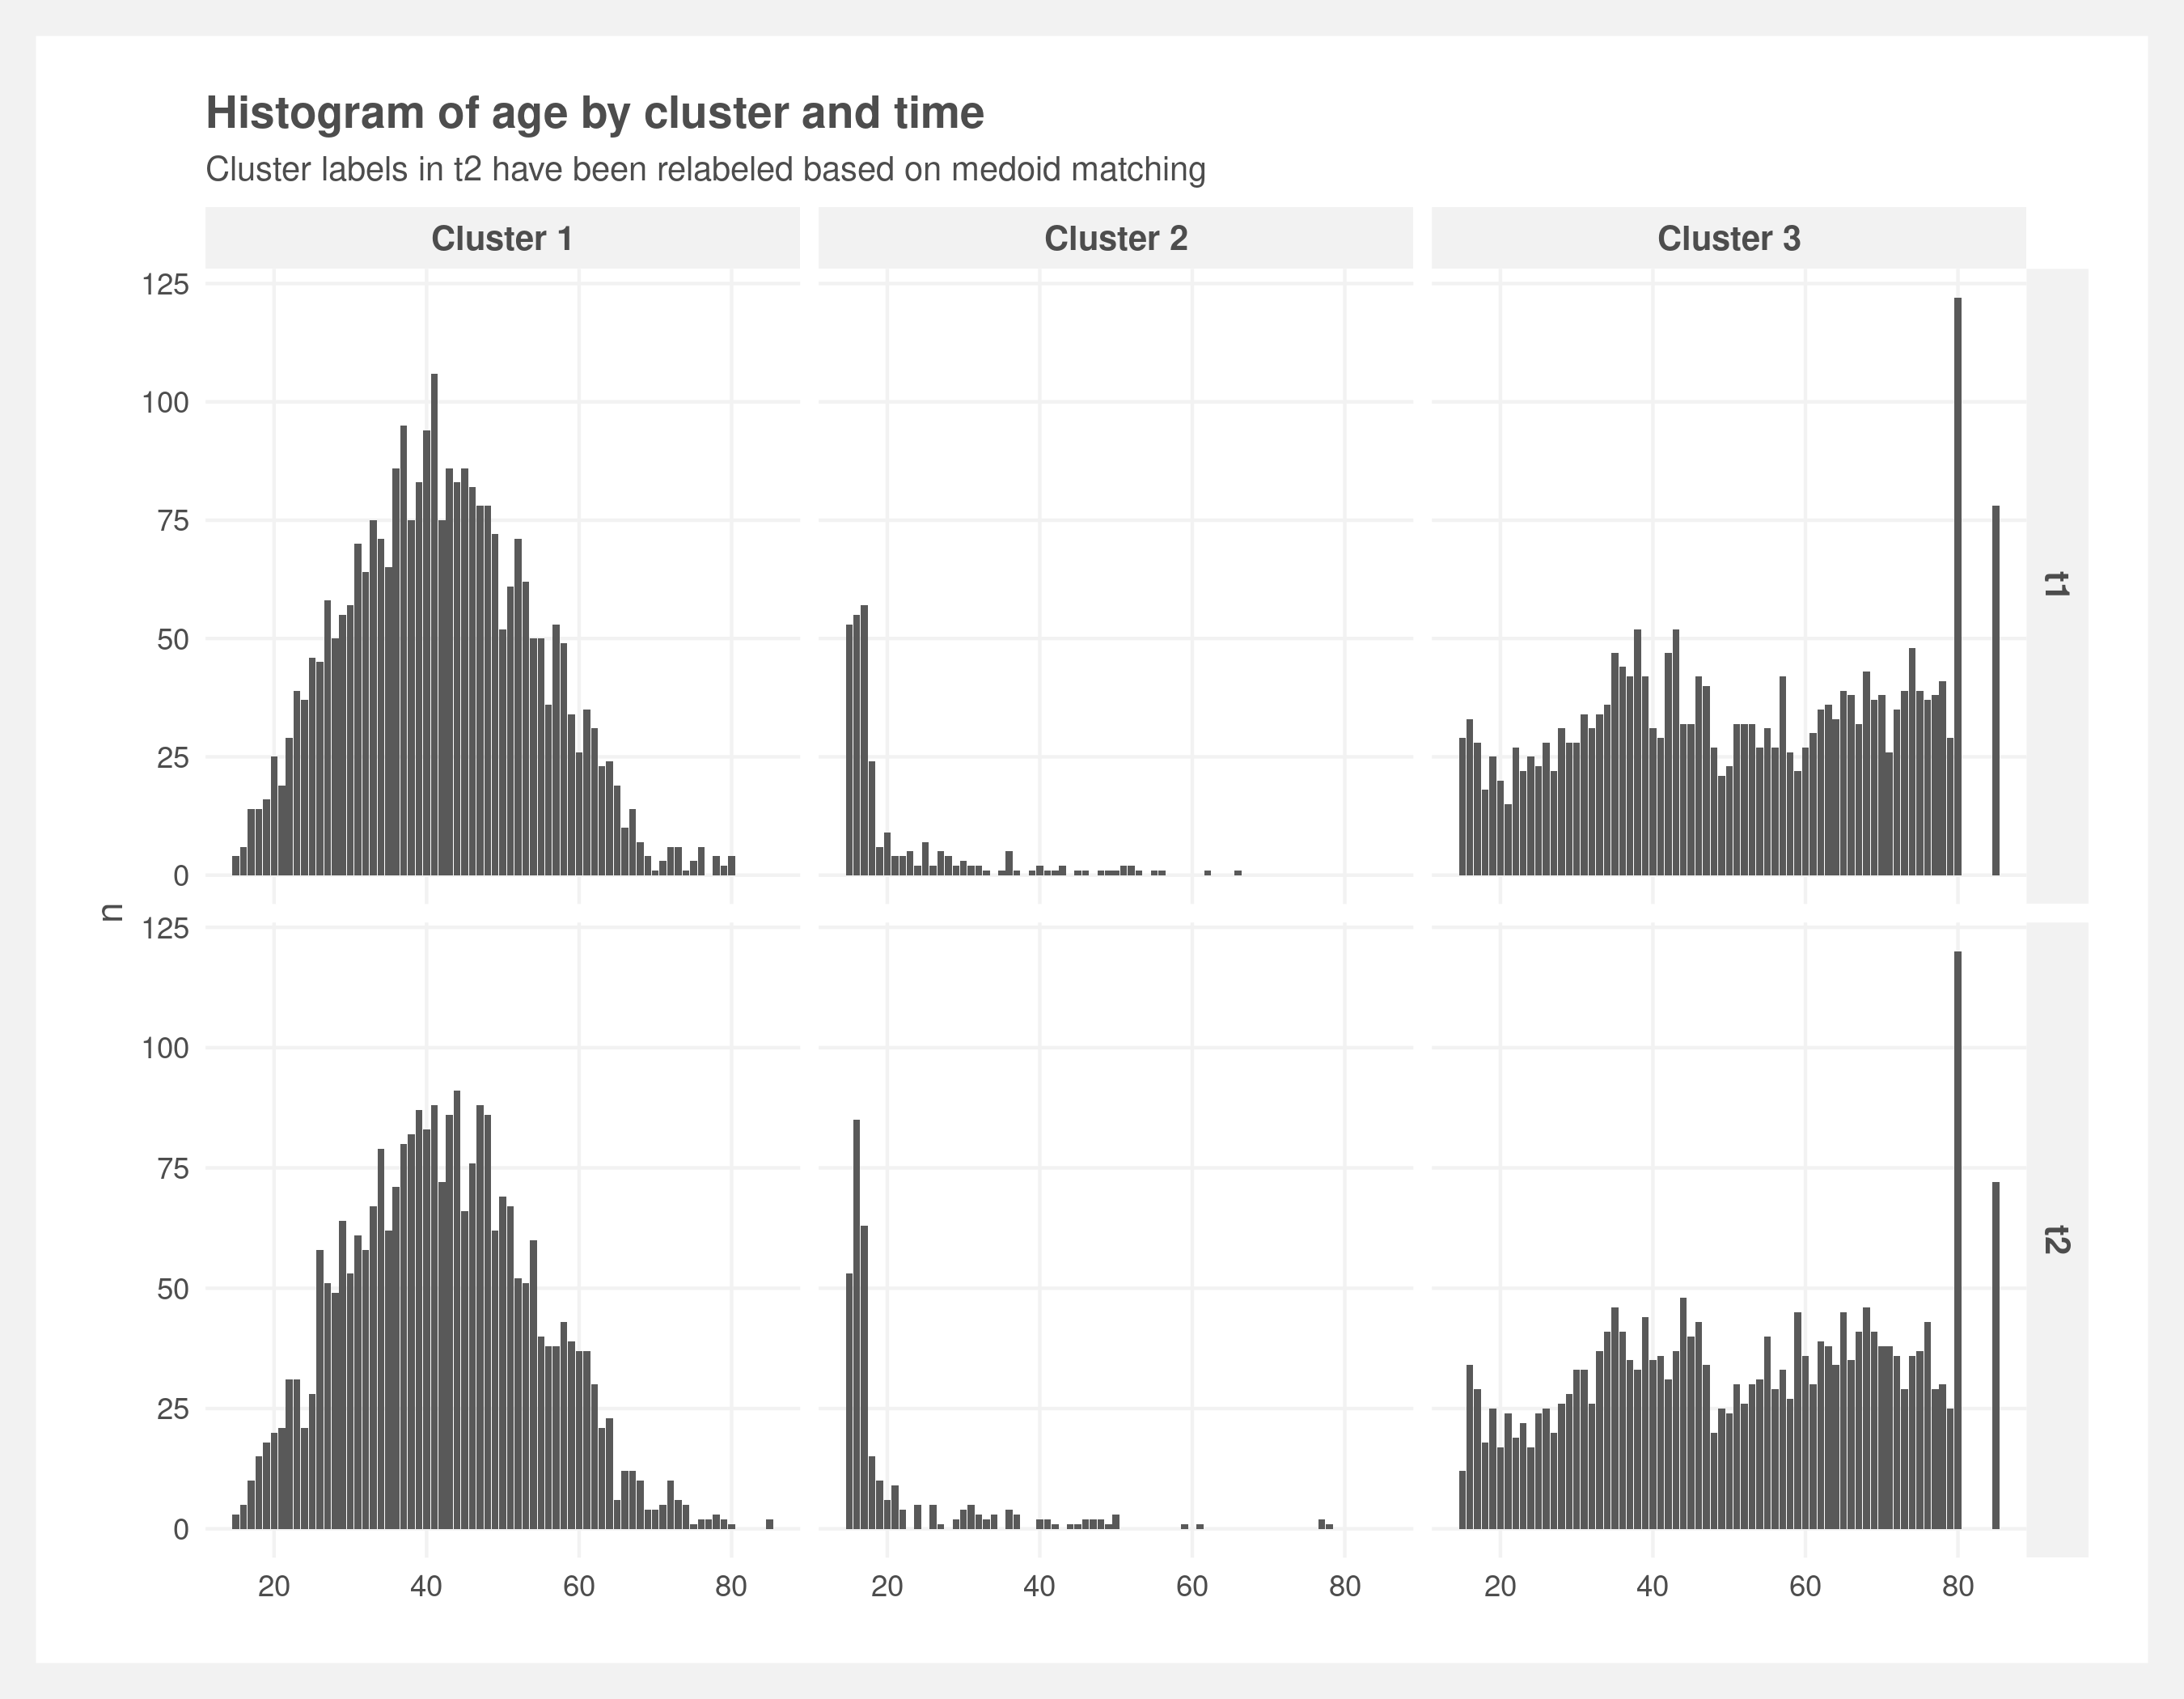 Histogram of age by cluster and time
Cluster labels in t2 have been relabeled based on medoid matching
Cluster 1 Cluster 2 Cluster 3
125
100
75
50
25
0
t1
n
125
100
75
50
25
0
t2
20 40 60 80 20 40 60 80 20 40 60 80